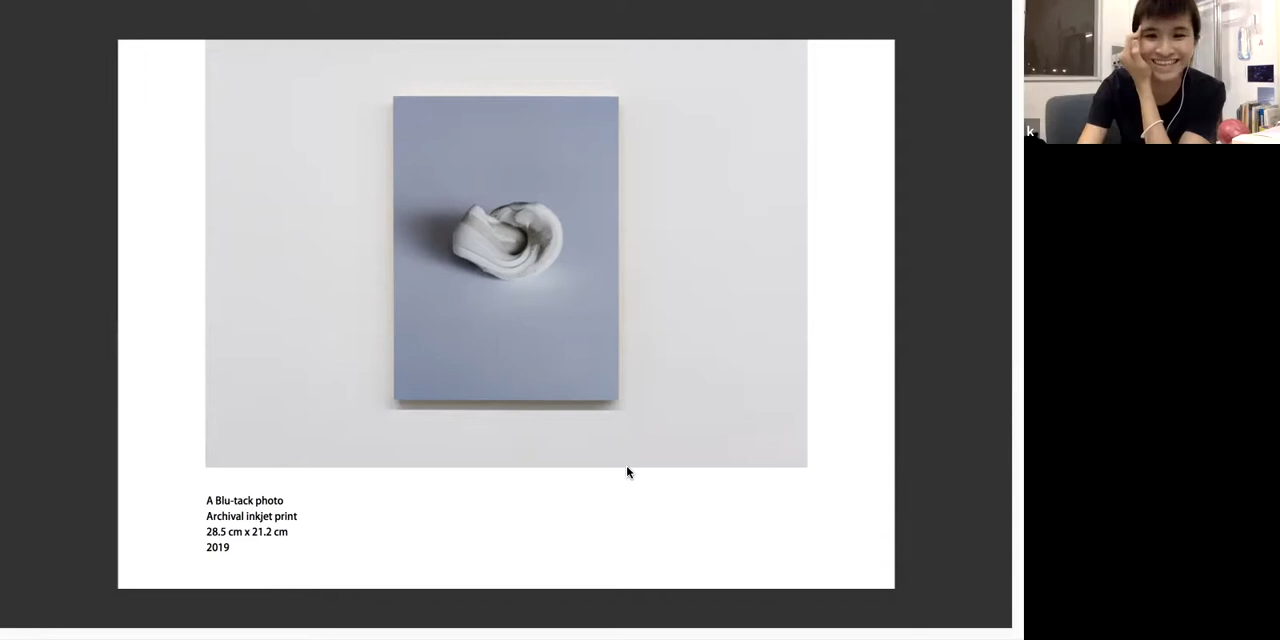 A Blu-tack photo
Archival inkjet print
28.5 cm x 21.2 cm
2019
k